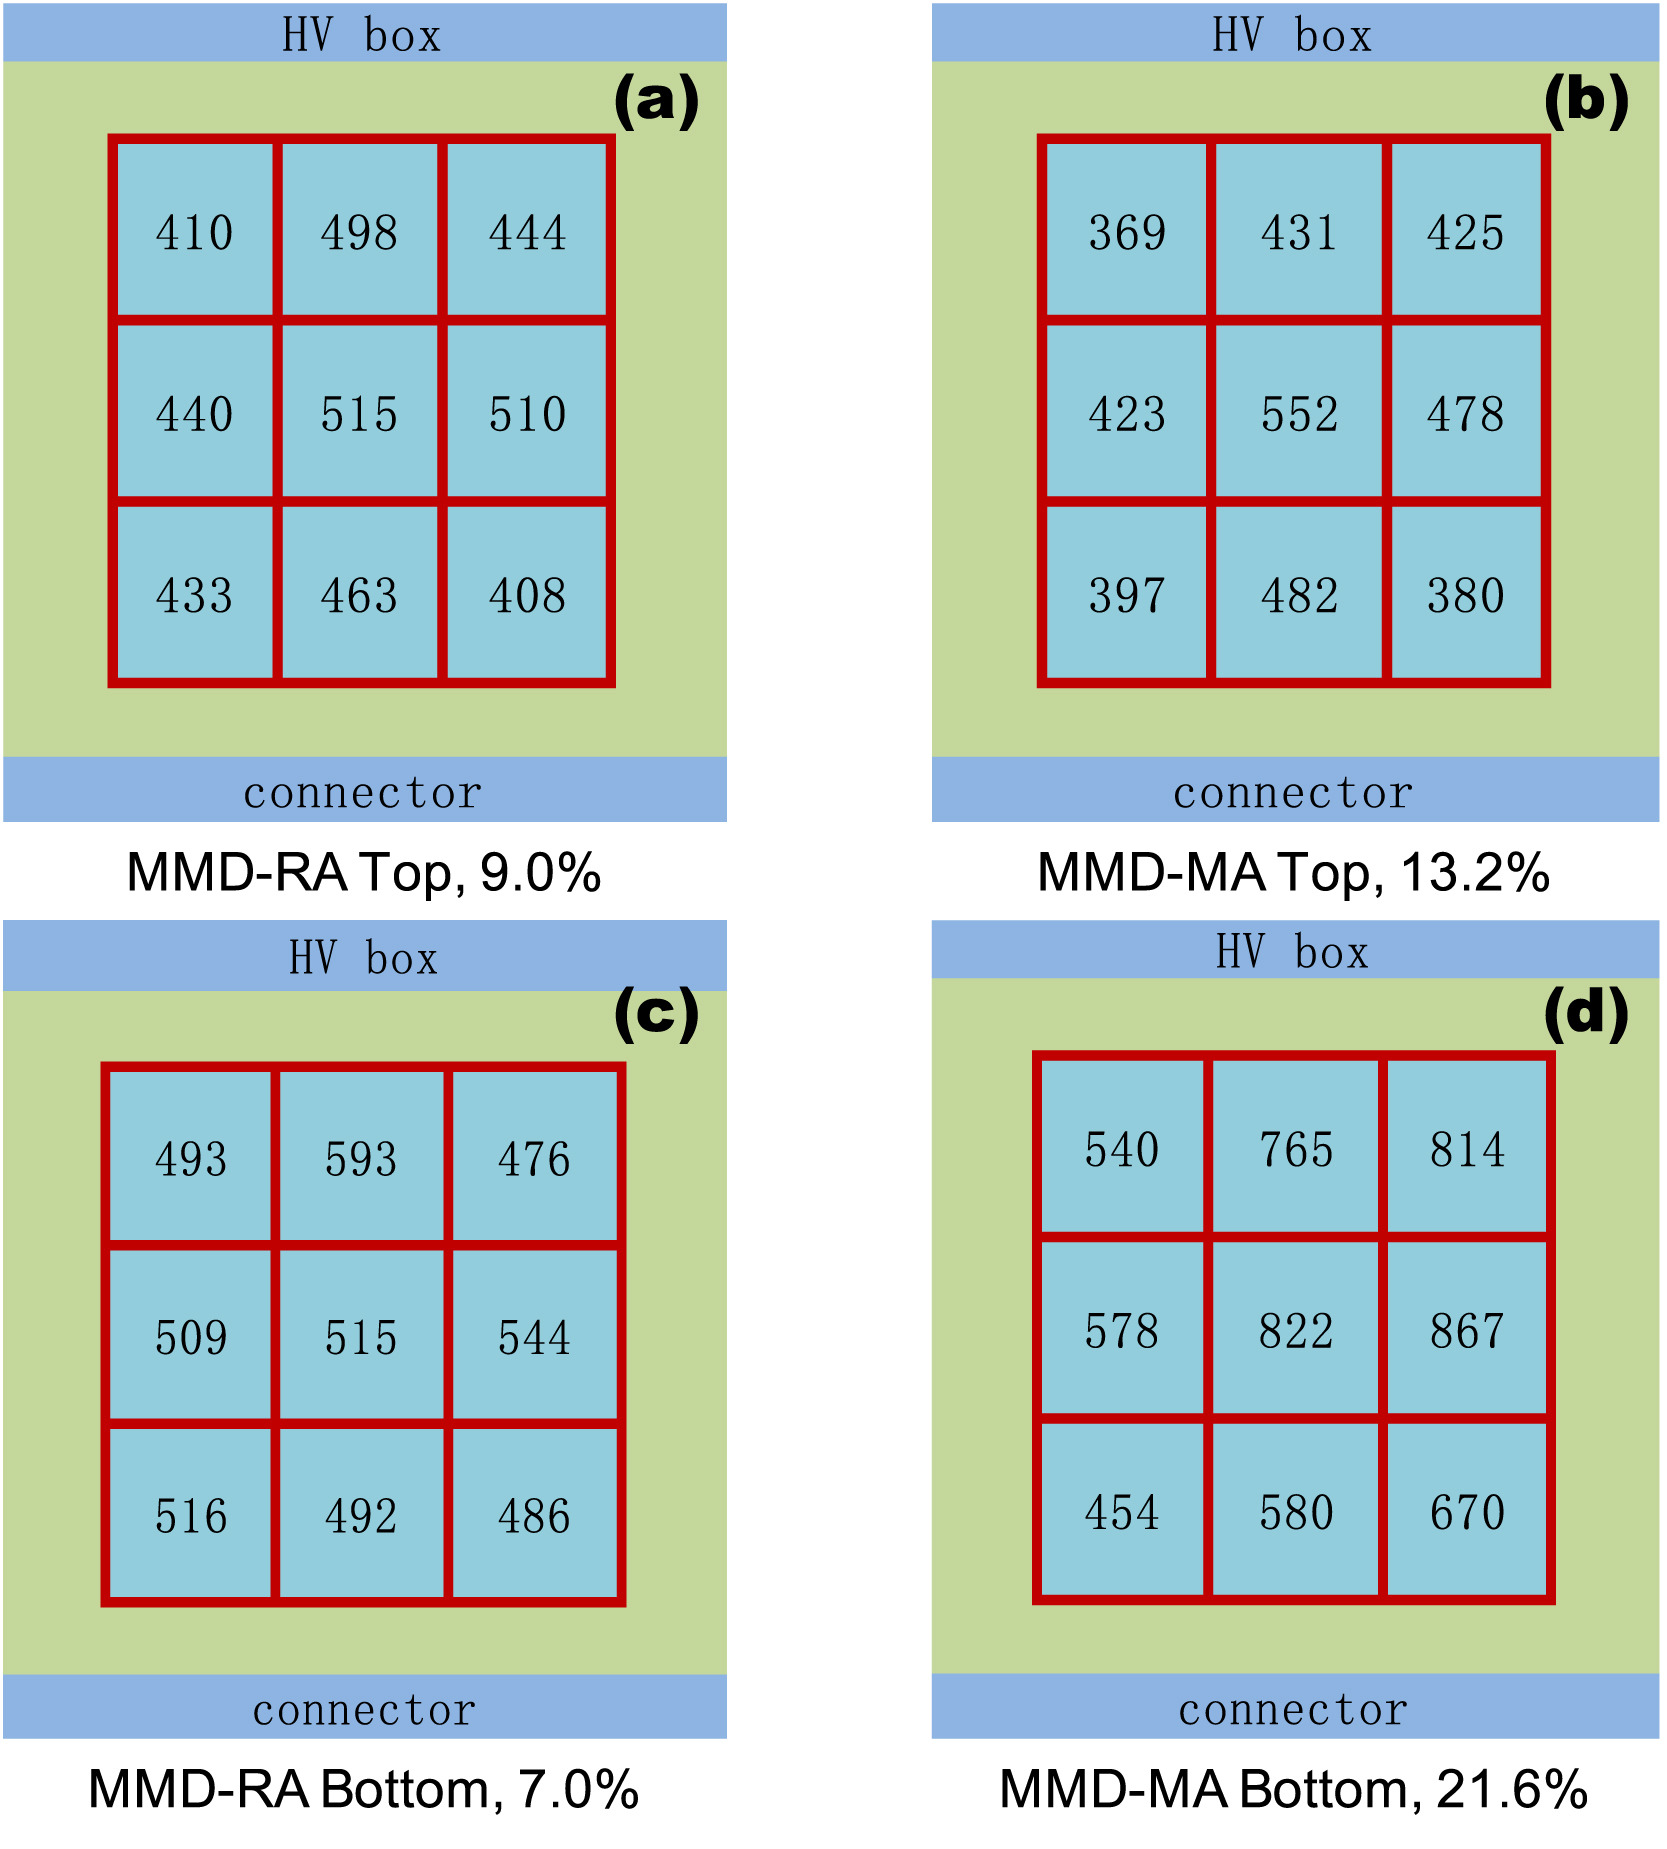 HV box
(a)
410 498 444
440 515 510
433 463 408
connector
MMD-RA Top, 9.0%
HV box
(b)
369 431 425
423 552 478
397 482 380
connector
MMD-MA Top, 13.2%
HV box
(c)
493 593 476
509 515 544
516 492 486
connector
MMD-RA Bottom, 7.0%
HV box
(d)
540 765 814
578 822 867
454 580 670
connector
MMD-MA Bottom, 21.6%